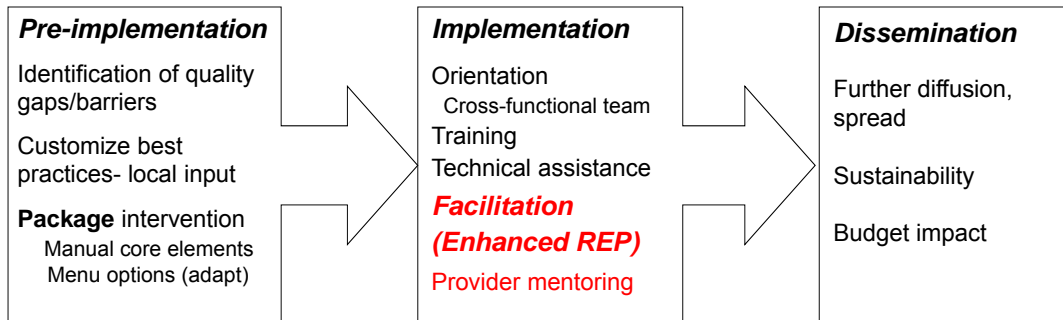 Pre-implementation
Identification of quality
gaps/barriers
Customize best
practices- local input
Package intervention
Manual core elements
Menu options (adapt)
Implementation
Orientation
Cross-functional team
Training
Technical assistance
Facilitation
(Enhanced REP)
Provider mentoring
Dissemination
Further diffusion,
spread
Sustainability
Budget impact